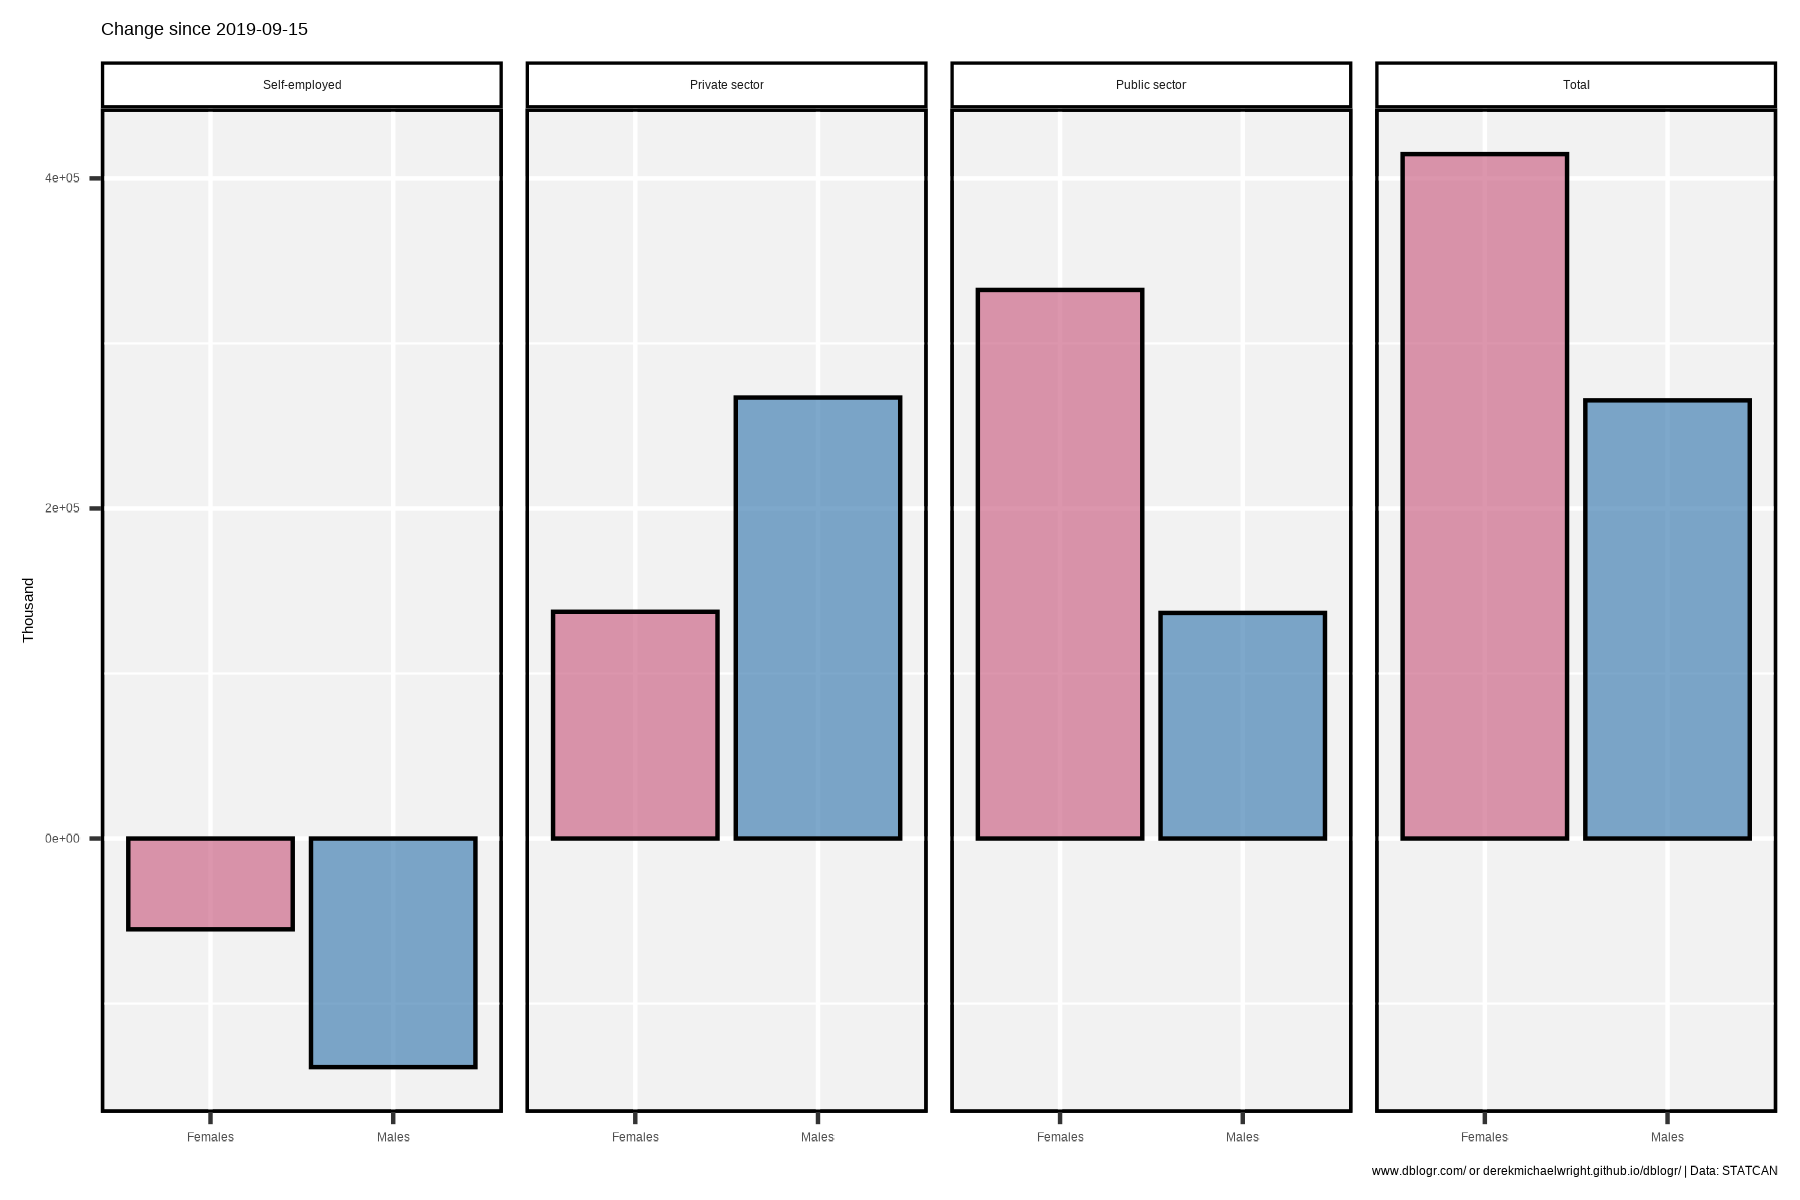 Change since 2019-09-15
Self-employed
Private sector
Public sector
Total
4e+05
2e+05
0e+00
Thousand
Females
Males
Females
Males
Females
Males
Females
Males
www.dblogr.com/ or derekmichaelwright.github.io/dblogr/ | Data: STATCAN